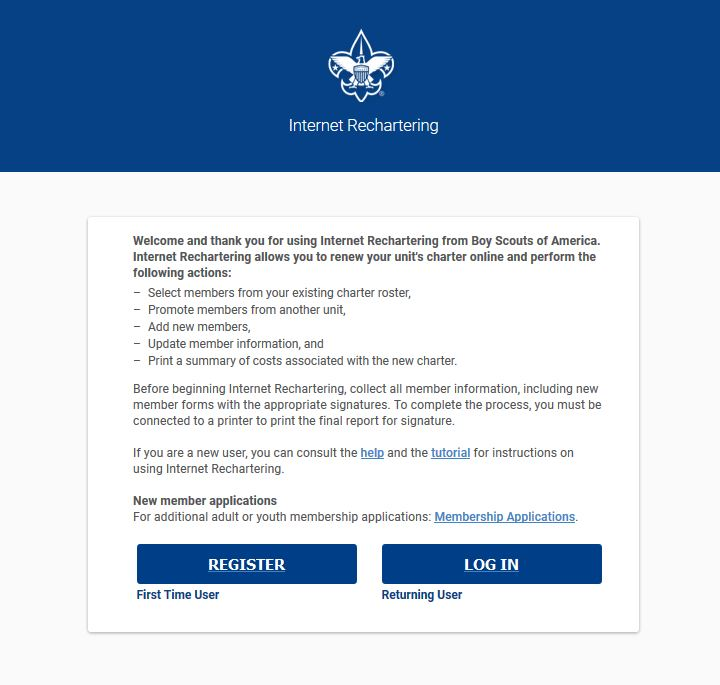 Internet Rechartering
Welcome and thank you for using Internet Rechartering from Boy Scouts of America.
Internet Rechartering allows you to renew your unit's charter online and perform the
following actions:
– Select members from your existing charter roster,
– Promote members from another unit,
– Add new members,
– Update member information, and
– Print a summary of costs associated with the new charter.
Before beginning Internet Rechartering, collect all member information, including new
member forms with the appropriate signatures. To complete the process, you must be
connected to a printer to print the final report for signature.
If you are a new user, you can consult the help and the tutorial for instructions on
using Internet Rechartering.
New member applications
For additional adult or youth membership applications: Membership Applications.
REGISTER LOG IN
First Time User Returning User